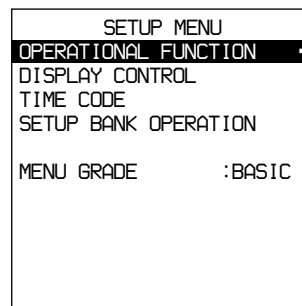 SETUP MENU
OPERATIONAL FUNCTION
DISPLAY CONTROL
TIME CODE
SETUP BANK OPERATION
MENU GRADE :BASIC